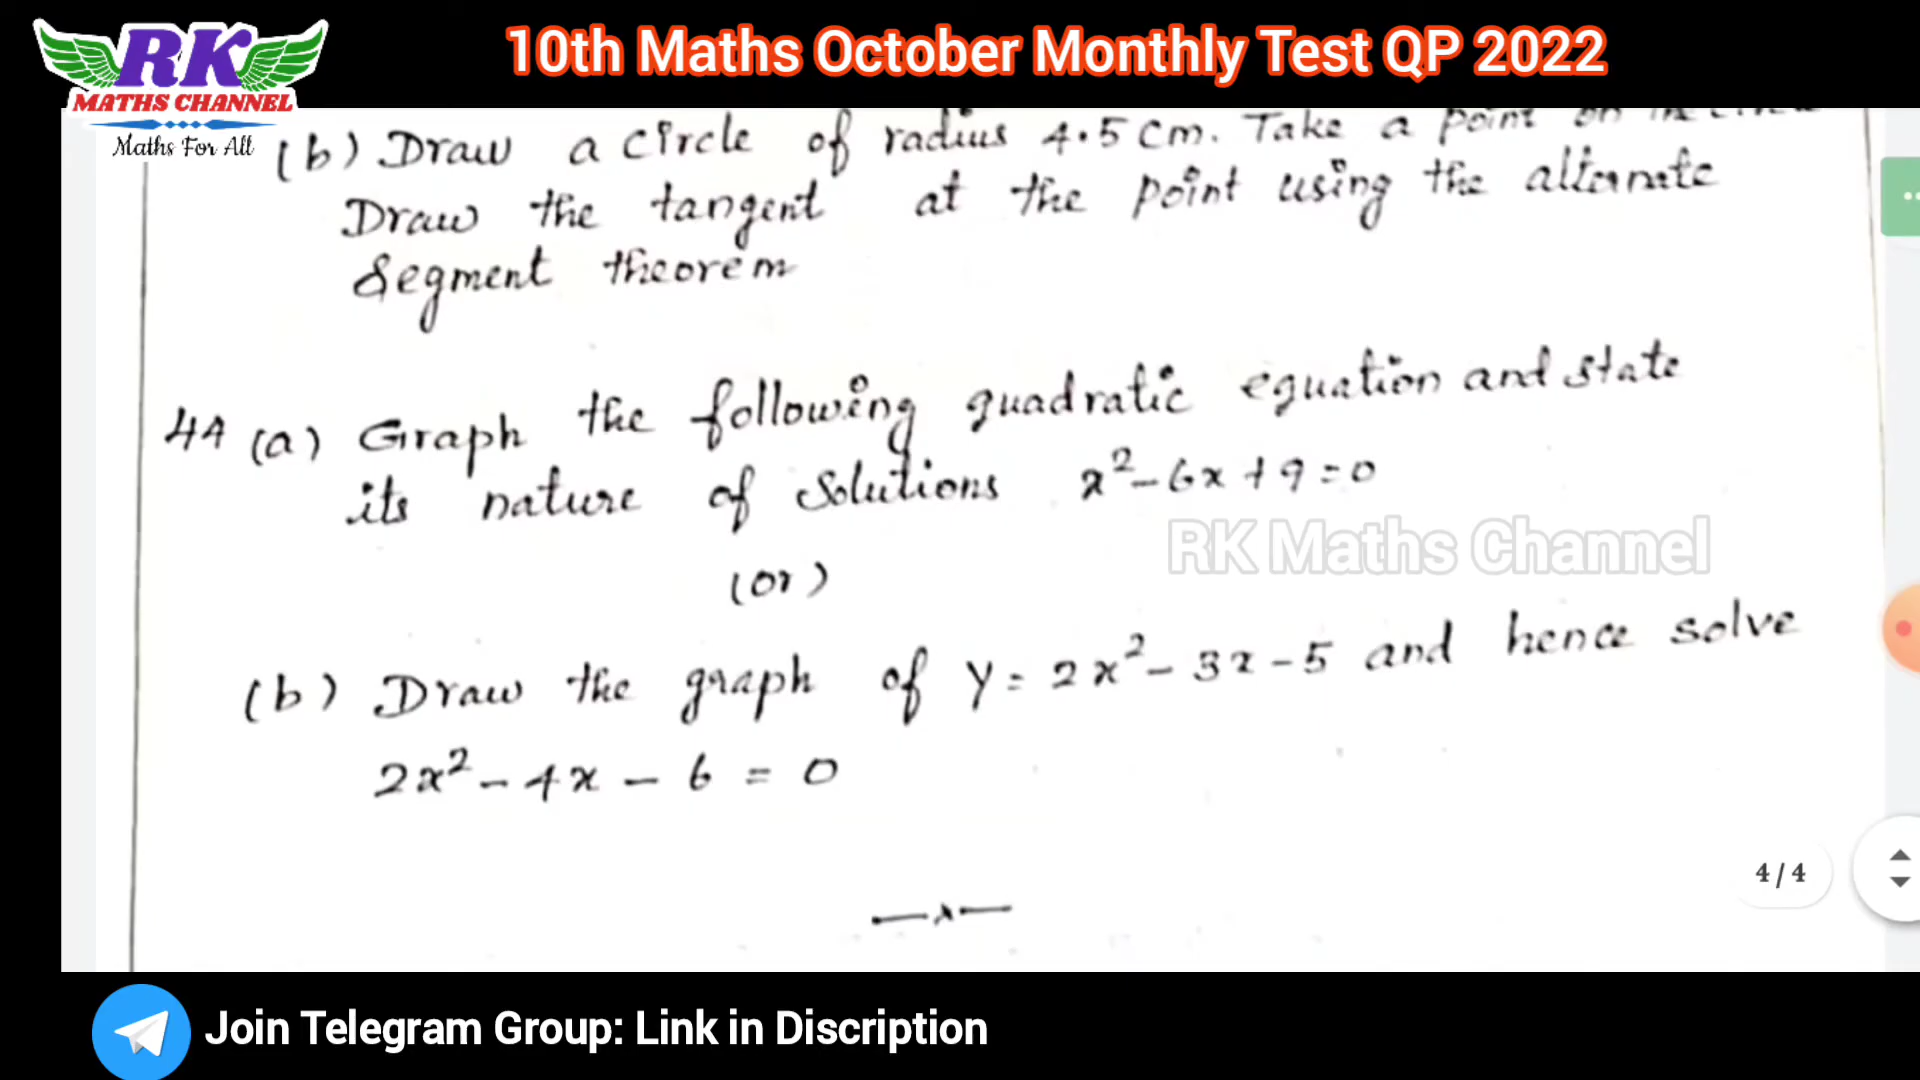 RK
MATHS CHANNEL
Maths For All
10th Maths October Monthly Test QP 2022
(b) Draw a circle of radius 4.5 cm. Take a point on
Draw the tangent at the point using the alternate
Segment theorem
44 (a) Graph the following quadratic equation and state
its nature of solutions x² - 6x + 9 = 0
RK Maths Channel
(or)
(b) Draw the graph of y = 2x² - 3x - 5 and hence solve
2x² - 4x - 6 = 0
4 / 4
Join Telegram Group: Link in Discription